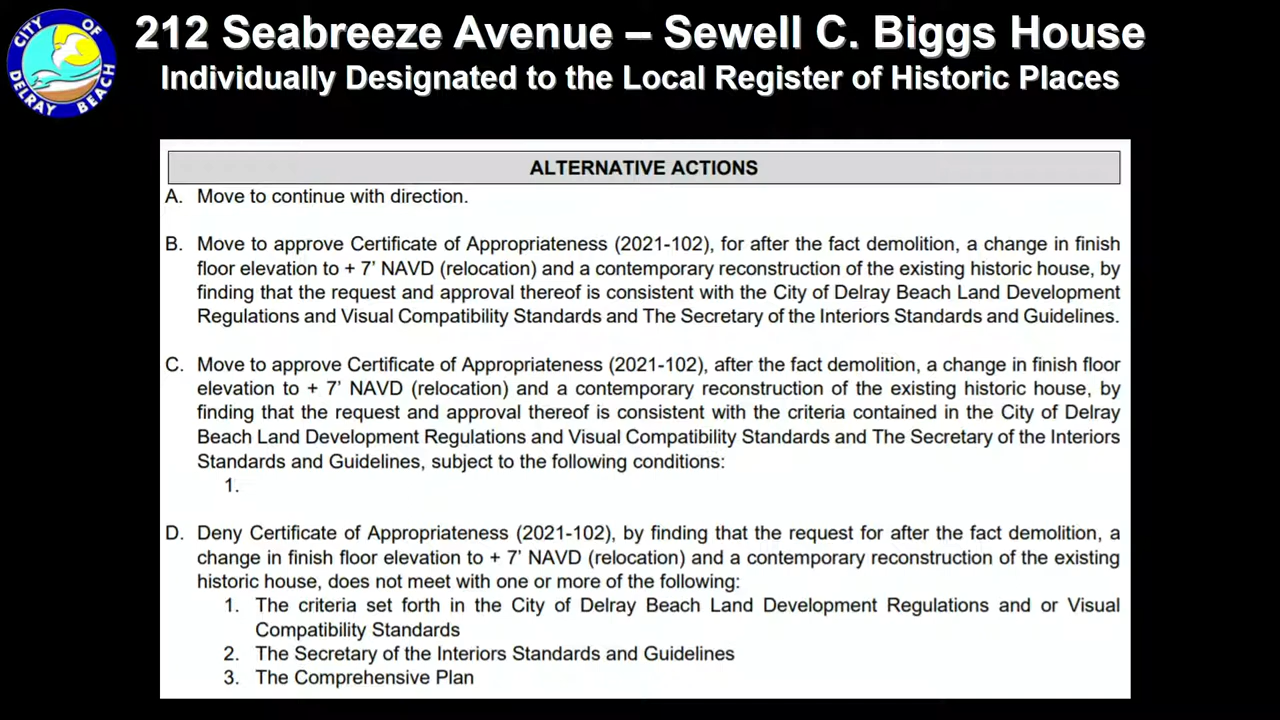 CITY OF
DELRAY BEACH
212 Seabreeze Avenue – Sewell C. Biggs House
Individually Designated to the Local Register of Historic Places
ALTERNATIVE ACTIONS
A. Move to continue with direction.
B. Move to approve Certificate of Appropriateness (2021-102), for after the fact demolition, a change in finish
floor elevation to + 7’ NAVD (relocation) and a contemporary reconstruction of the existing historic house, by
finding that the request and approval thereof is consistent with the City of Delray Beach Land Development
Regulations and Visual Compatibility Standards and The Secretary of the Interiors Standards and Guidelines.
C. Move to approve Certificate of Appropriateness (2021-102), after the fact demolition, a change in finish floor
elevation to + 7’ NAVD (relocation) and a contemporary reconstruction of the existing historic house, by
finding that the request and approval thereof is consistent with the criteria contained in the City of Delray
Beach Land Development Regulations and Visual Compatibility Standards and The Secretary of the Interiors
Standards and Guidelines, subject to the following conditions:
1.
D. Deny Certificate of Appropriateness (2021-102), by finding that the request for after the fact demolition, a
change in finish floor elevation to + 7’ NAVD (relocation) and a contemporary reconstruction of the existing
historic house, does not meet with one or more of the following:
1. The criteria set forth in the City of Delray Beach Land Development Regulations and or Visual
Compatibility Standards
2. The Secretary of the Interiors Standards and Guidelines
3. The Comprehensive Plan